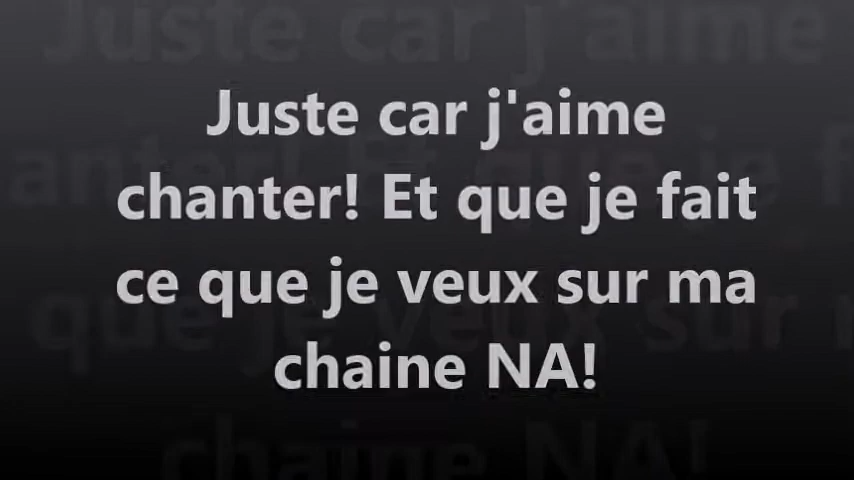 Juste car j'aime
chanter! Et que je fait
ce que je veux sur ma
chaine NA!